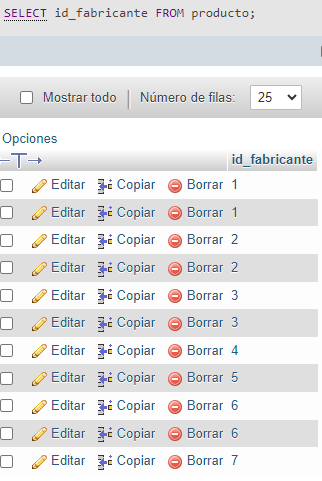 SELECT id_fabricante FROM producto;
Mostrar todo | Número de filas: 25
Opciones
id_fabricante
Editar Copiar Borrar 1
Editar Copiar Borrar 1
Editar Copiar Borrar 2
Editar Copiar Borrar 2
Editar Copiar Borrar 3
Editar Copiar Borrar 3
Editar Copiar Borrar 4
Editar Copiar Borrar 5
Editar Copiar Borrar 6
Editar Copiar Borrar 6
Editar Copiar Borrar 7